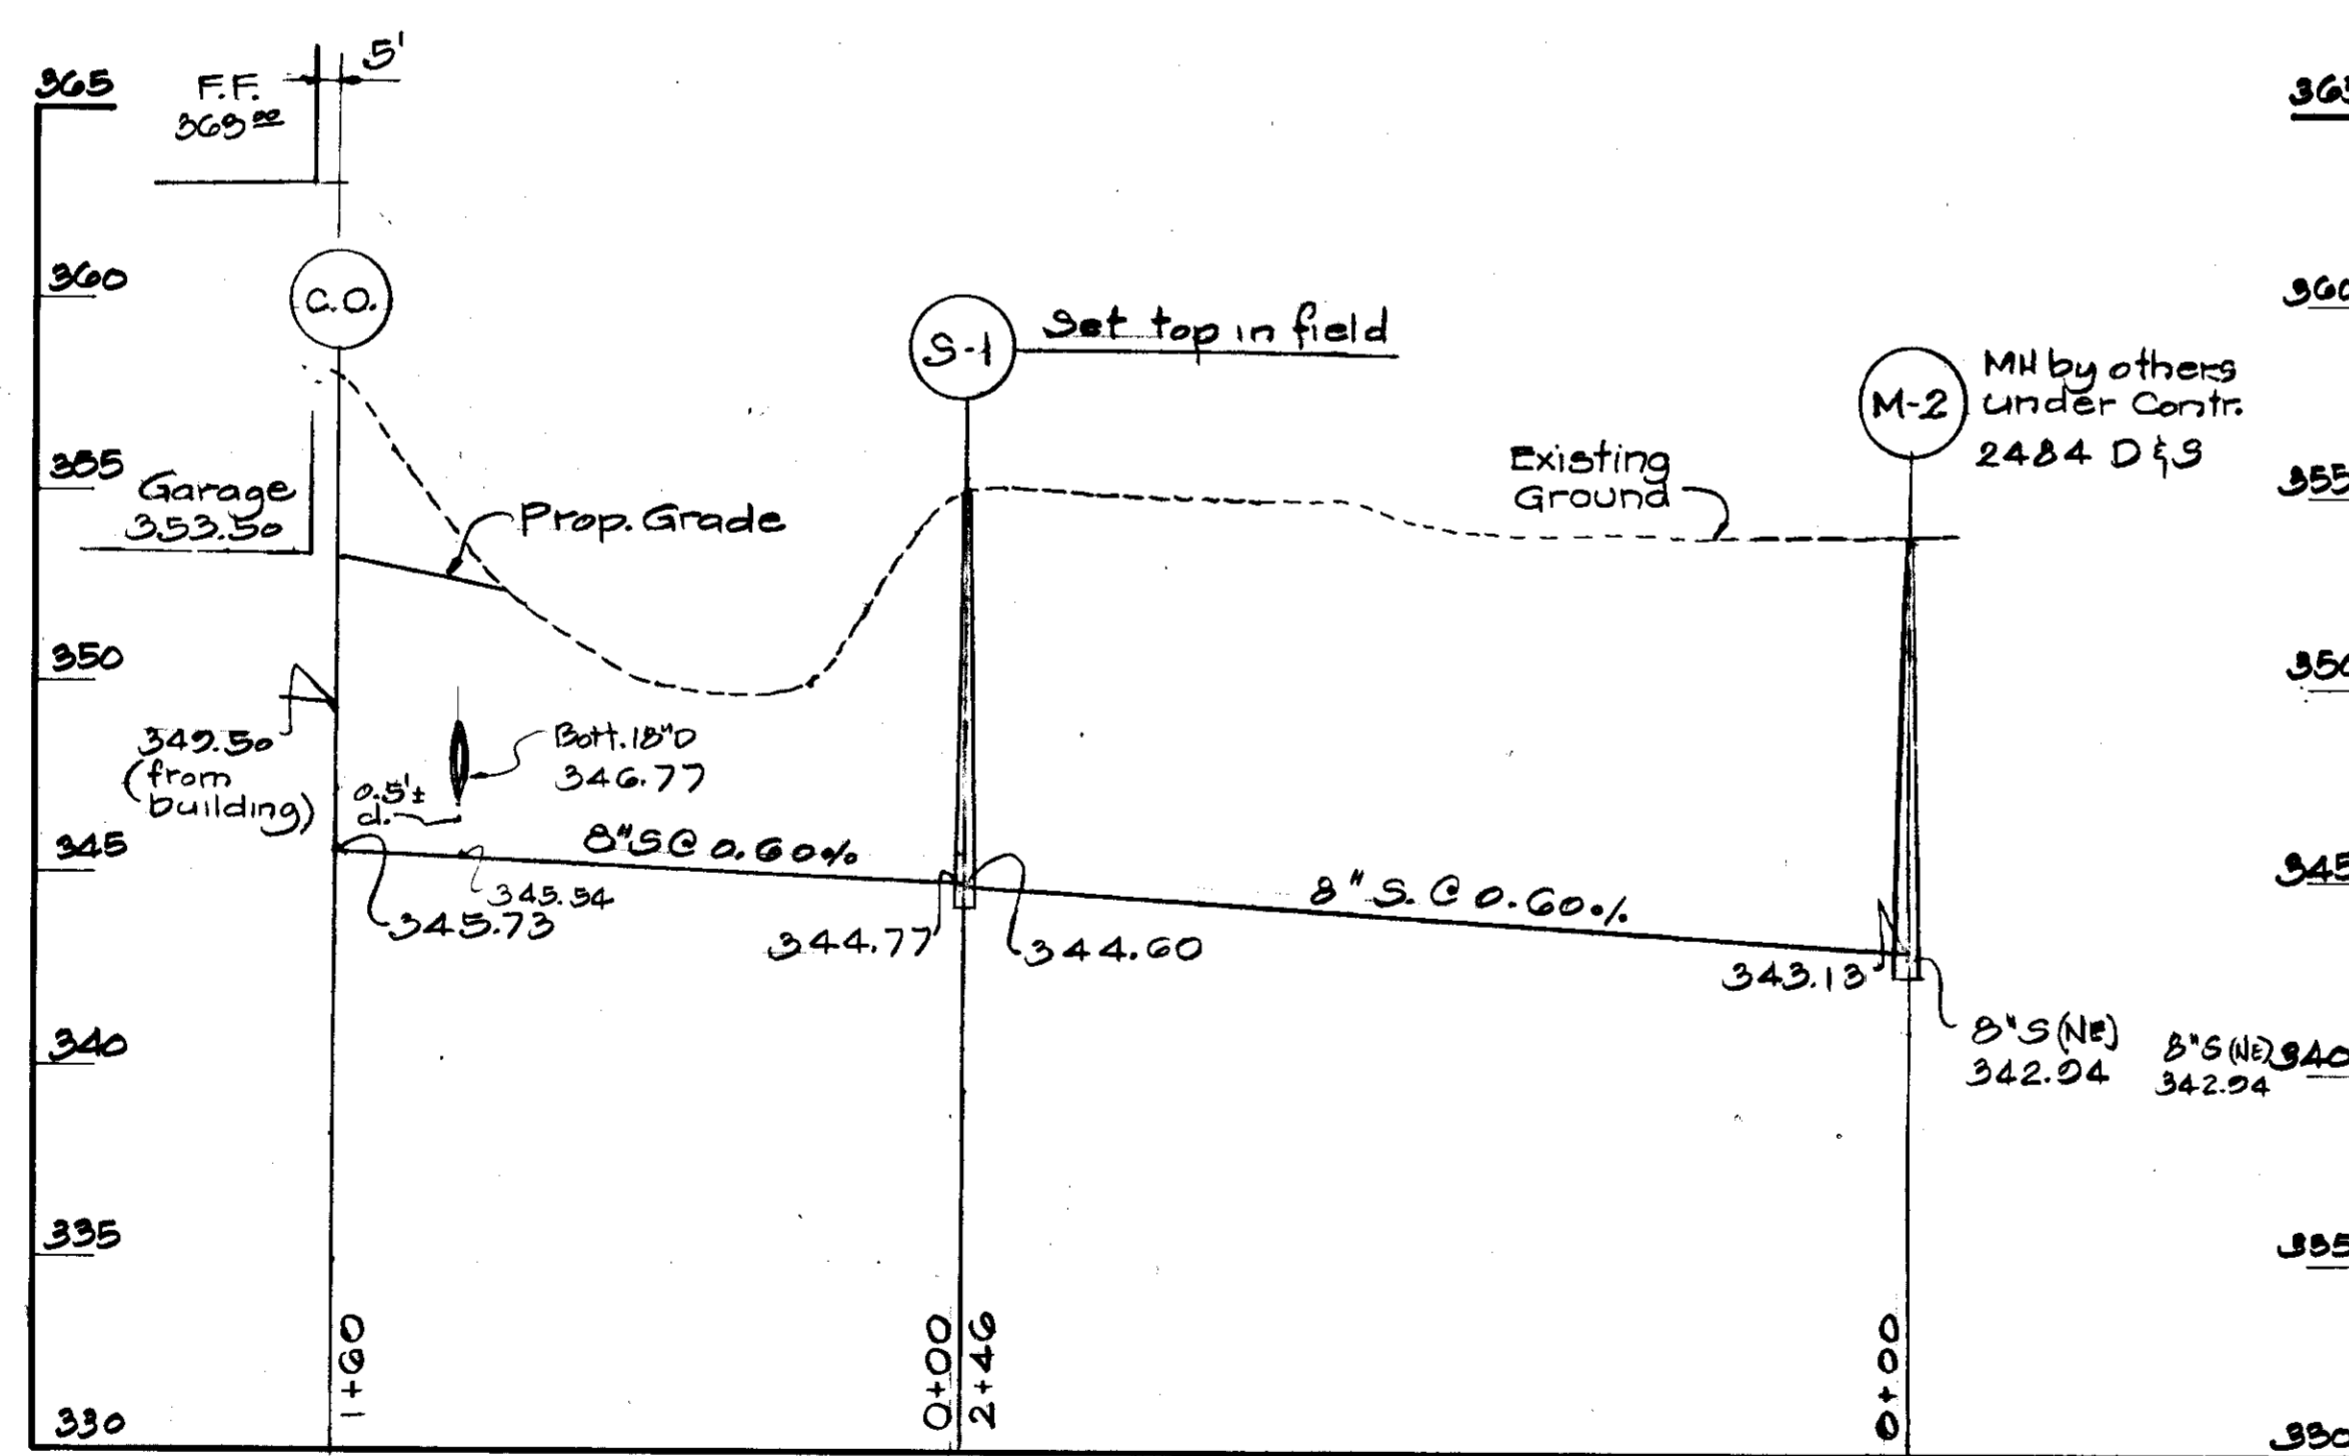 365
F.F.
363 00
5'
360
C.O.
355
Garage
353.50
Prop. Grade
S-1
Set top in field
Existing
Ground
M-2
MH by others
under Contr.
2484 D & S
350
349.50
(from
building)
Bott. 18"D
346.77
0.5'±
cl.
345
8"S @ 0.60%
345.54
345.73
344.77
344.60
8" S. @ 0.60%
343.13
8"S (NE)
342.94
8"S (NE)
342.94
340
335
330
1+60
0+00
2+46
0+00
365
360
355
350
345
340
335
330